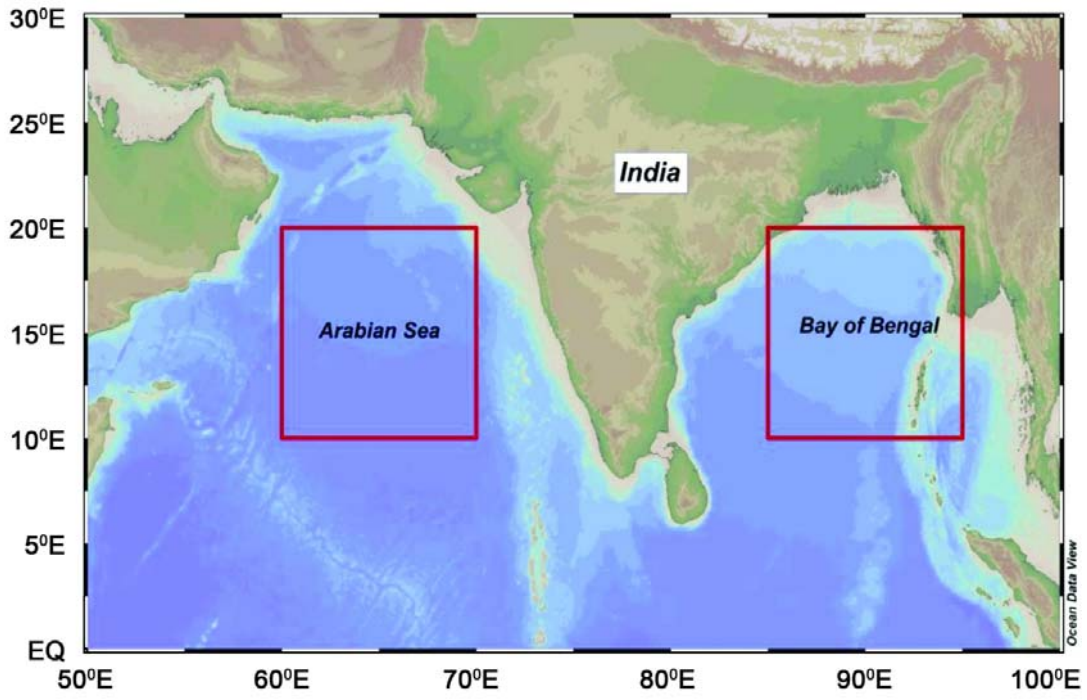 30⁰E
25⁰E
India
20⁰E
Arabian Sea
Bay of Bengal
15⁰E
10⁰E
5⁰E
Ocean Data View
EQ
50⁰E 60⁰E 70⁰E 80⁰E 90⁰E 100⁰E